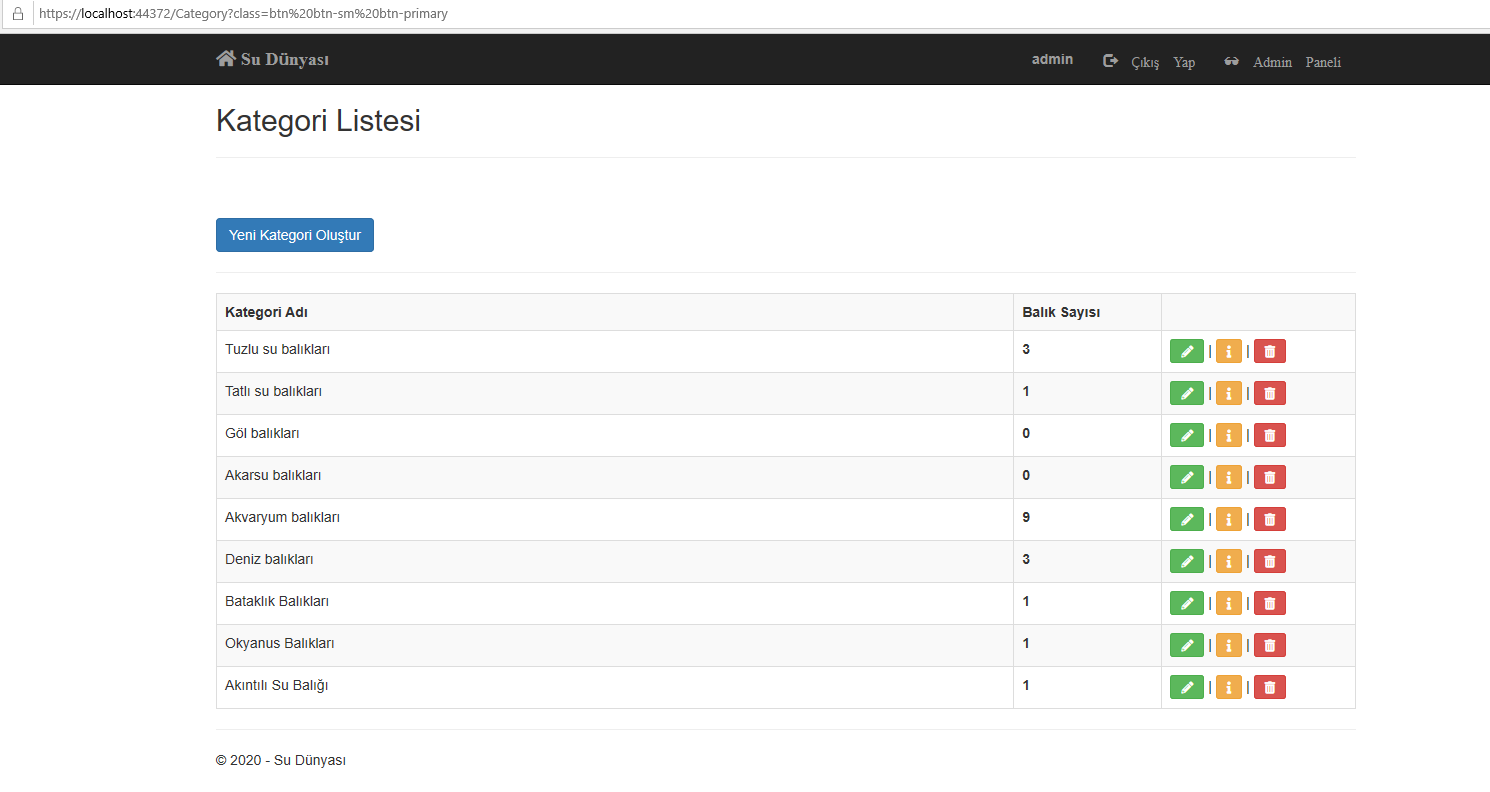 https://localhost:44372/Category?class=btn%20btn-sm%20btn-primary
Su Dünyası admin Çıkış Yap Admin Paneli
Kategori Listesi
Yeni Kategori Oluştur
Kategori Adı Balık Sayısı
Tuzlu su balıkları 3 | |
Tatlı su balıkları 1 | |
Göl balıkları 0 | |
Akarsu balıkları 0 | |
Akvaryum balıkları 9 | |
Deniz balıkları 3 | |
Bataklık Balıkları 1 | |
Okyanus Balıkları 1 | |
Akıntılı Su Balığı 1 | |
© 2020 - Su Dünyası